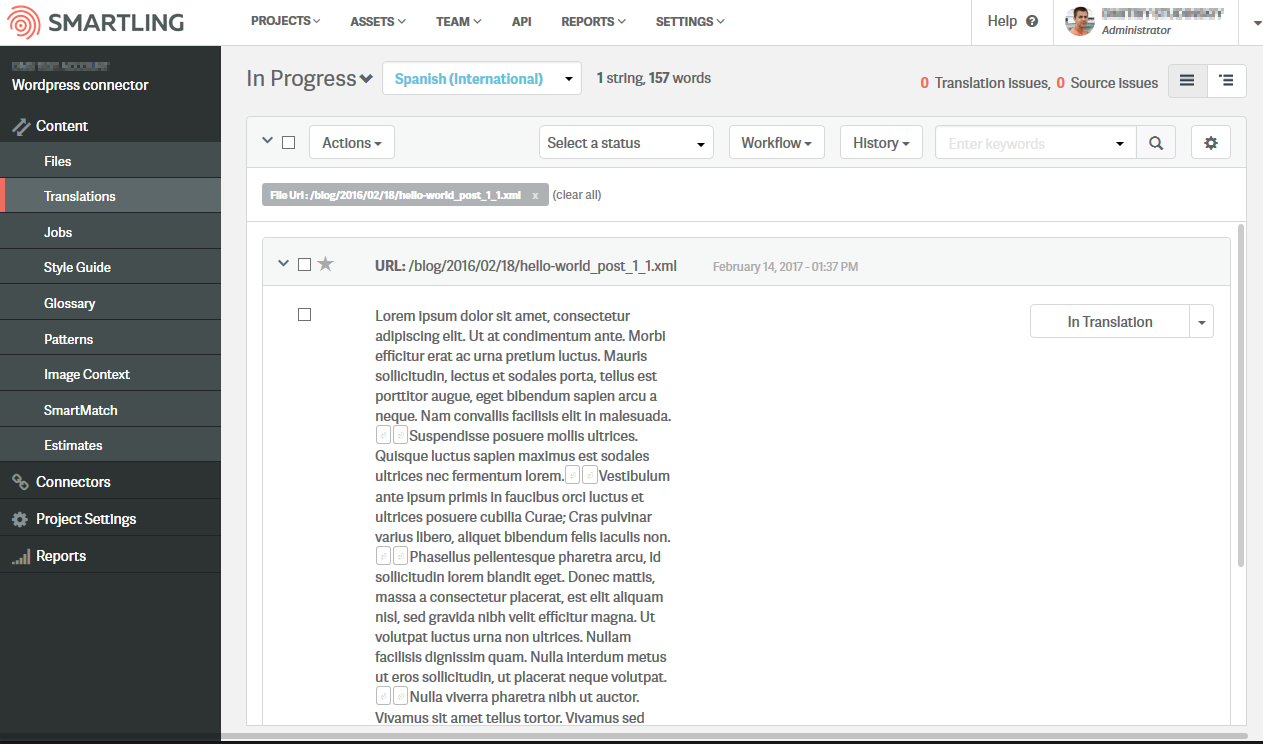 SMARTLING
PROJECTS ASSETS TEAM API REPORTS SETTINGS
Help ?
Administrator
Wordpress connector
Content
Files
Translations
Jobs
Style Guide
Glossary
Patterns
Image Context
SmartMatch
Estimates
Connectors
Project Settings
Reports
In Progress Spanish (International) 1 string, 157 words
0 Translation Issues, 0 Source Issues
Actions Select a status Workflow History Enter keywords
File Uri : /blog/2016/02/18/hello-world_post_1_1.xml x (clear all)
URL: /blog/2016/02/18/hello-world_post_1_1.xml February 14, 2017 - 01:37 PM
In Translation
Lorem ipsum dolor sit amet, consectetur
adipiscing elit. Ut at condimentum ante. Morbi
efficitur erat ac urna pretium luctus. Mauris
sollicitudin, lectus et sodales porta, tellus est
porttitor augue, eget bibendum sapien arcu a
neque. Nam convallis facilisis elit in malesuada.
Suspendisse posuere mollis ultrices.
Quisque luctus sapien maximus est sodales
ultrices nec fermentum lorem. Vestibulum
ante ipsum primis in faucibus orci luctus et
ultrices posuere cubilia Curae; Cras pulvinar
varius libero, aliquet bibendum felis iaculis non.
Phasellus pellentesque pharetra arcu, id
sollicitudin lorem blandit eget. Donec mattis,
massa a consectetur placerat, est elit aliquam
nisl, sed gravida nibh velit efficitur magna. Ut
volutpat luctus urna non ultrices. Nullam
facilisis dignissim quam. Nulla interdum metus
ut eros sollicitudin, ut placerat neque volutpat.
Nulla viverra pharetra nibh ut auctor.
Vivamus sit amet tellus tortor. Vivamus sed